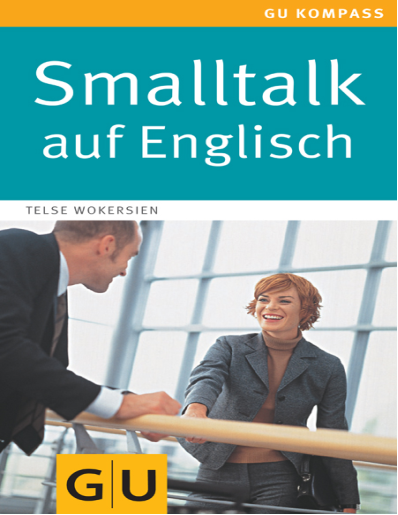 GU KOMPASS
Smalltalk
auf Englisch
TELSE WOKERSIEN
G|U